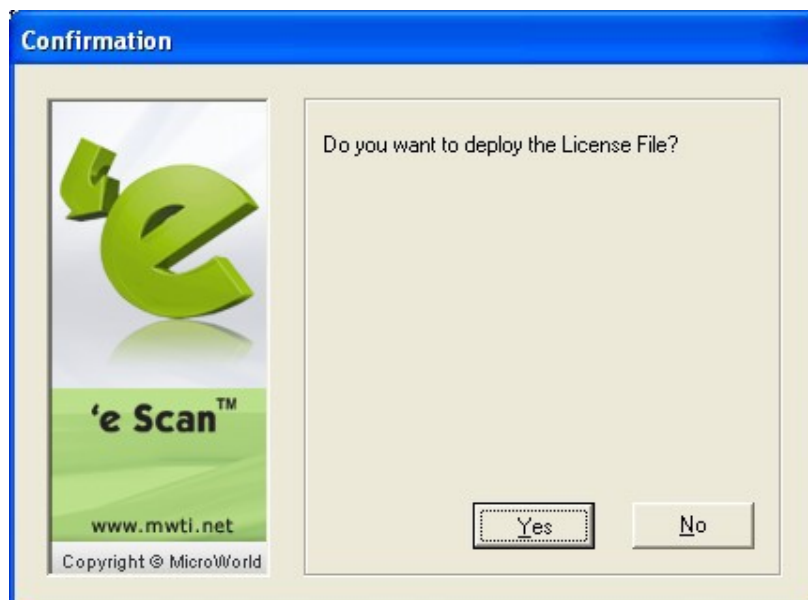 Confirmation
Do you want to deploy the License File?
‘e Scan™
www.mwti.net
Copyright © MicroWorld
Yes
No